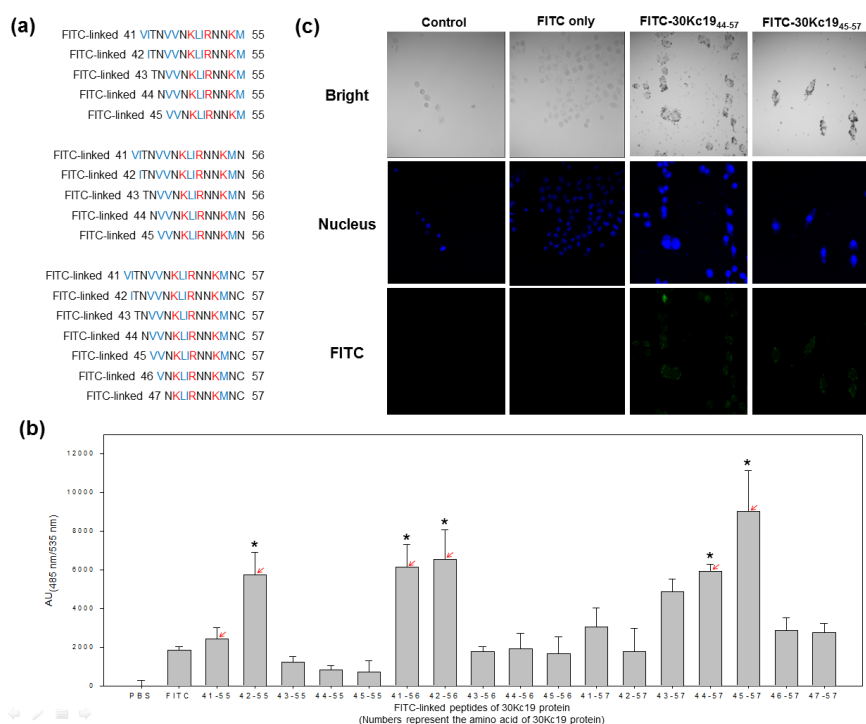 (a)
FITC-linked 41 VITNVVNKLIRNNKM 55
FITC-linked 42 ITNVVNKLIRNNKM 55
FITC-linked 43 TNVVNKLIRNNKM 55
FITC-linked 44 NVVNKLIRNNKM 55
FITC-linked 45 VVNKLIRNNKM 55
FITC-linked 41 VITNVVNKLIRNNKMN 56
FITC-linked 42 ITNVVNKLIRNNKMN 56
FITC-linked 43 TNVVNKLIRNNKMN 56
FITC-linked 44 NVVNKLIRNNKMN 56
FITC-linked 45 VVNKLIRNNKMN 56
FITC-linked 41 VITNVVNKLIRNNKMNC 57
FITC-linked 42 ITNVVNKLIRNNKMNC 57
FITC-linked 43 TNVVNKLIRNNKMNC 57
FITC-linked 44 NVVNKLIRNNKMNC 57
FITC-linked 45 VVNKLIRNNKMNC 57
FITC-linked 46 VNKLIRNNKMNC 57
FITC-linked 47 NKLIRNNKMNC 57
(c)
Control FITC only FITC-30Kc1944-57 FITC-30Kc1945-57
Bright
Nucleus
FITC
(b)
12000
10000
8000
6000
4000
2000
0
AU(485 nm/535 nm)
* * * * *
PBS FITC 41-55 42-55 43-55 44-55 45-55 41-56 42-56 43-56 44-56 45-56 41-57 42-57 43-57 44-57 45-57 46-57 47-57
FITC-linked peptides of 30Kc19 protein
(Numbers represent the amino acid of 30Kc19 protein)